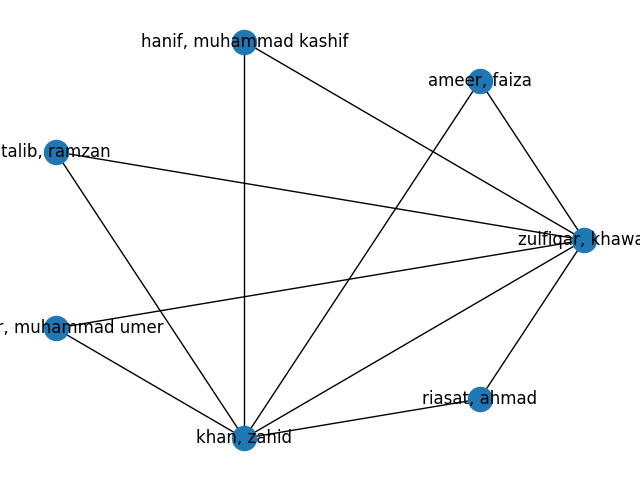 hanif, muhammad kashif
ameer, faiza
talib, ramzan
zulfiqar, khawa
r, muhammad umer
riasat, ahmad
khan, zahid